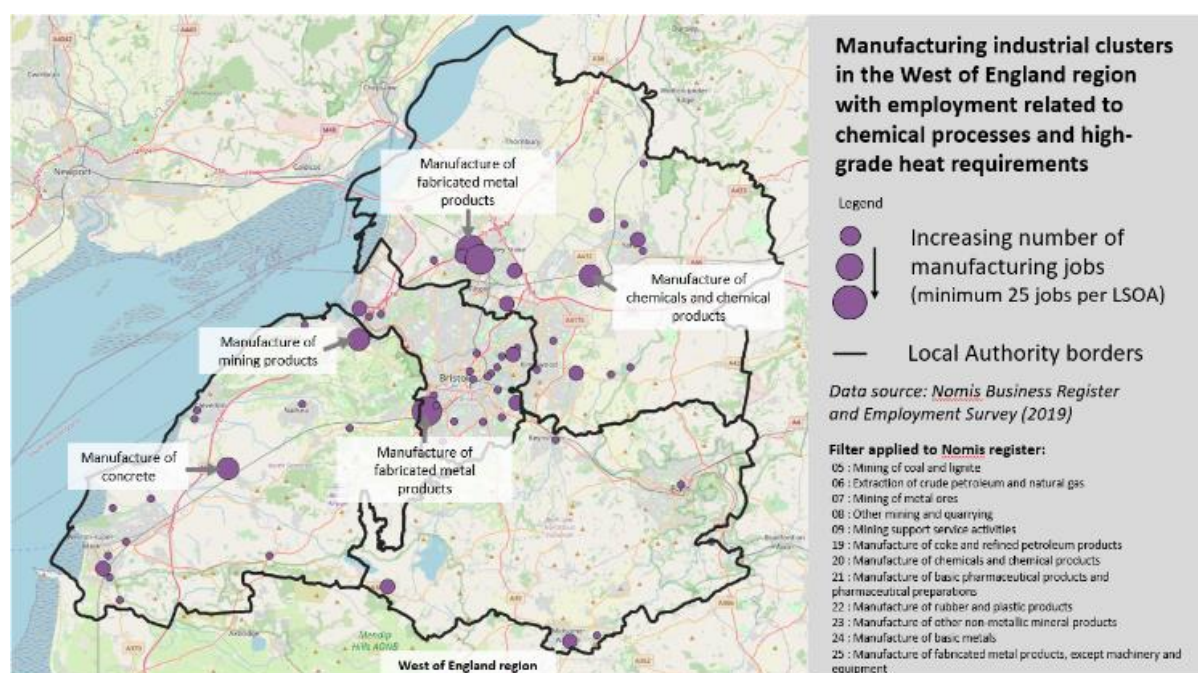 Manufacturing industrial clusters
in the West of England region
with employment related to
chemical processes and high-
grade heat requirements
Legend
Increasing number of
manufacturing jobs
(minimum 25 jobs per LSOA)
Local Authority borders
Data source: Nomis Business Register
and Employment Survey (2019)
Filter applied to Nomis register:
05 : Mining of coal and lignite
06 : Extraction of crude petroleum and natural gas
07 : Mining of metal ores
08 : Other mining and quarrying
09 : Mining support service activities
19 : Manufacture of coke and refined petroleum products
20 : Manufacture of chemicals and chemical products
21 : Manufacture of basic pharmaceutical products and
pharmaceutical preparations
22 : Manufacture of rubber and plastic products
23 : Manufacture of other non-metallic mineral products
24 : Manufacture of basic metals
25 : Manufacture of fabricated metal products, except machinery and
equipment
Manufacture of
fabricated metal
products
Manufacture of
chemicals and chemical
products
Manufacture of
mining products
Manufacture of
concrete
Manufacture of
fabricated metal
products
West of England region
Newport
Thornbury
Bristol
Mendip
Hills AONB